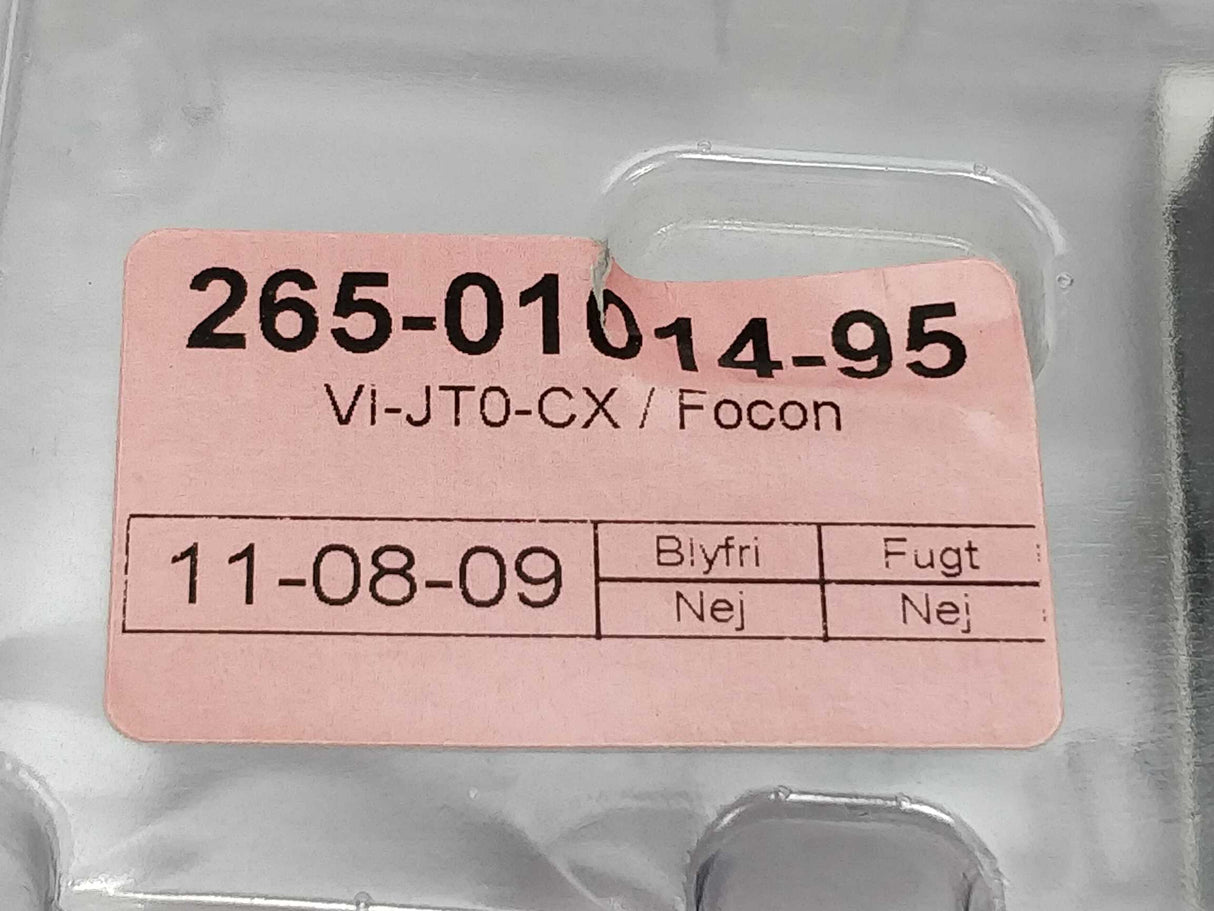 265-01014-95
Vi-JT0-CX / Focon
11-08-09
Blyfri
Fugt
Nej
Nej